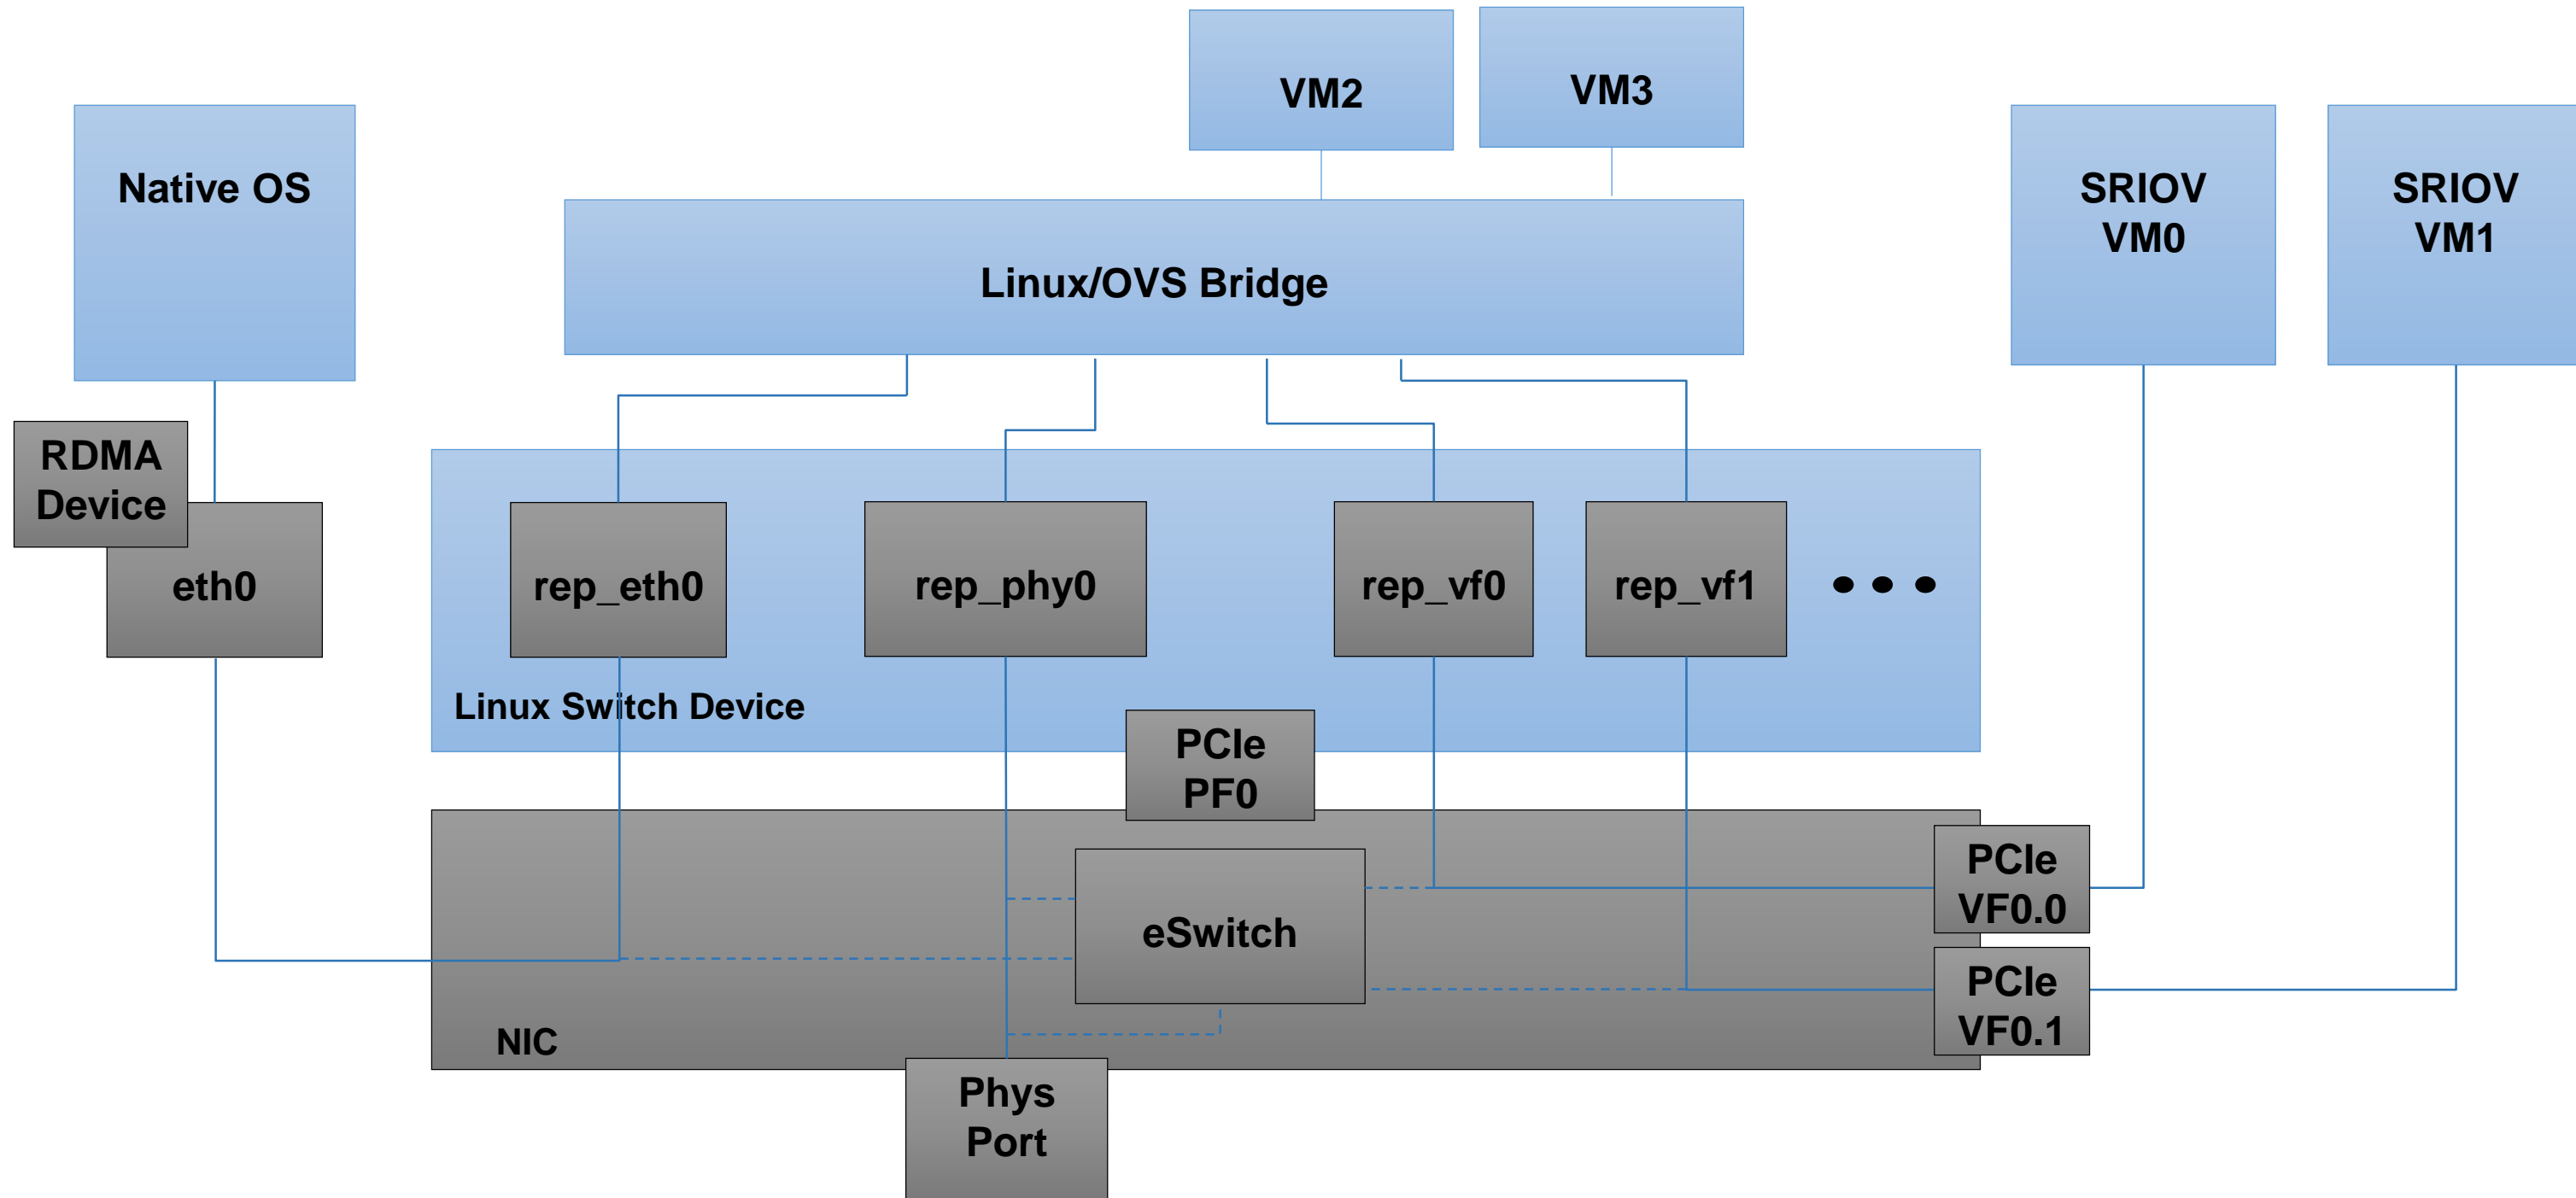 VM2
VM3
Native OS
SRIOV
VM0
SRIOV
VM1
Linux/OVS Bridge
RDMA
Device
eth0
rep_eth0
rep_phy0
rep_vf0
rep_vf1
Linux Switch Device
PCIe
PF0
PCIe
VF0.0
eSwitch
PCIe
VF0.1
NIC
Phys
Port